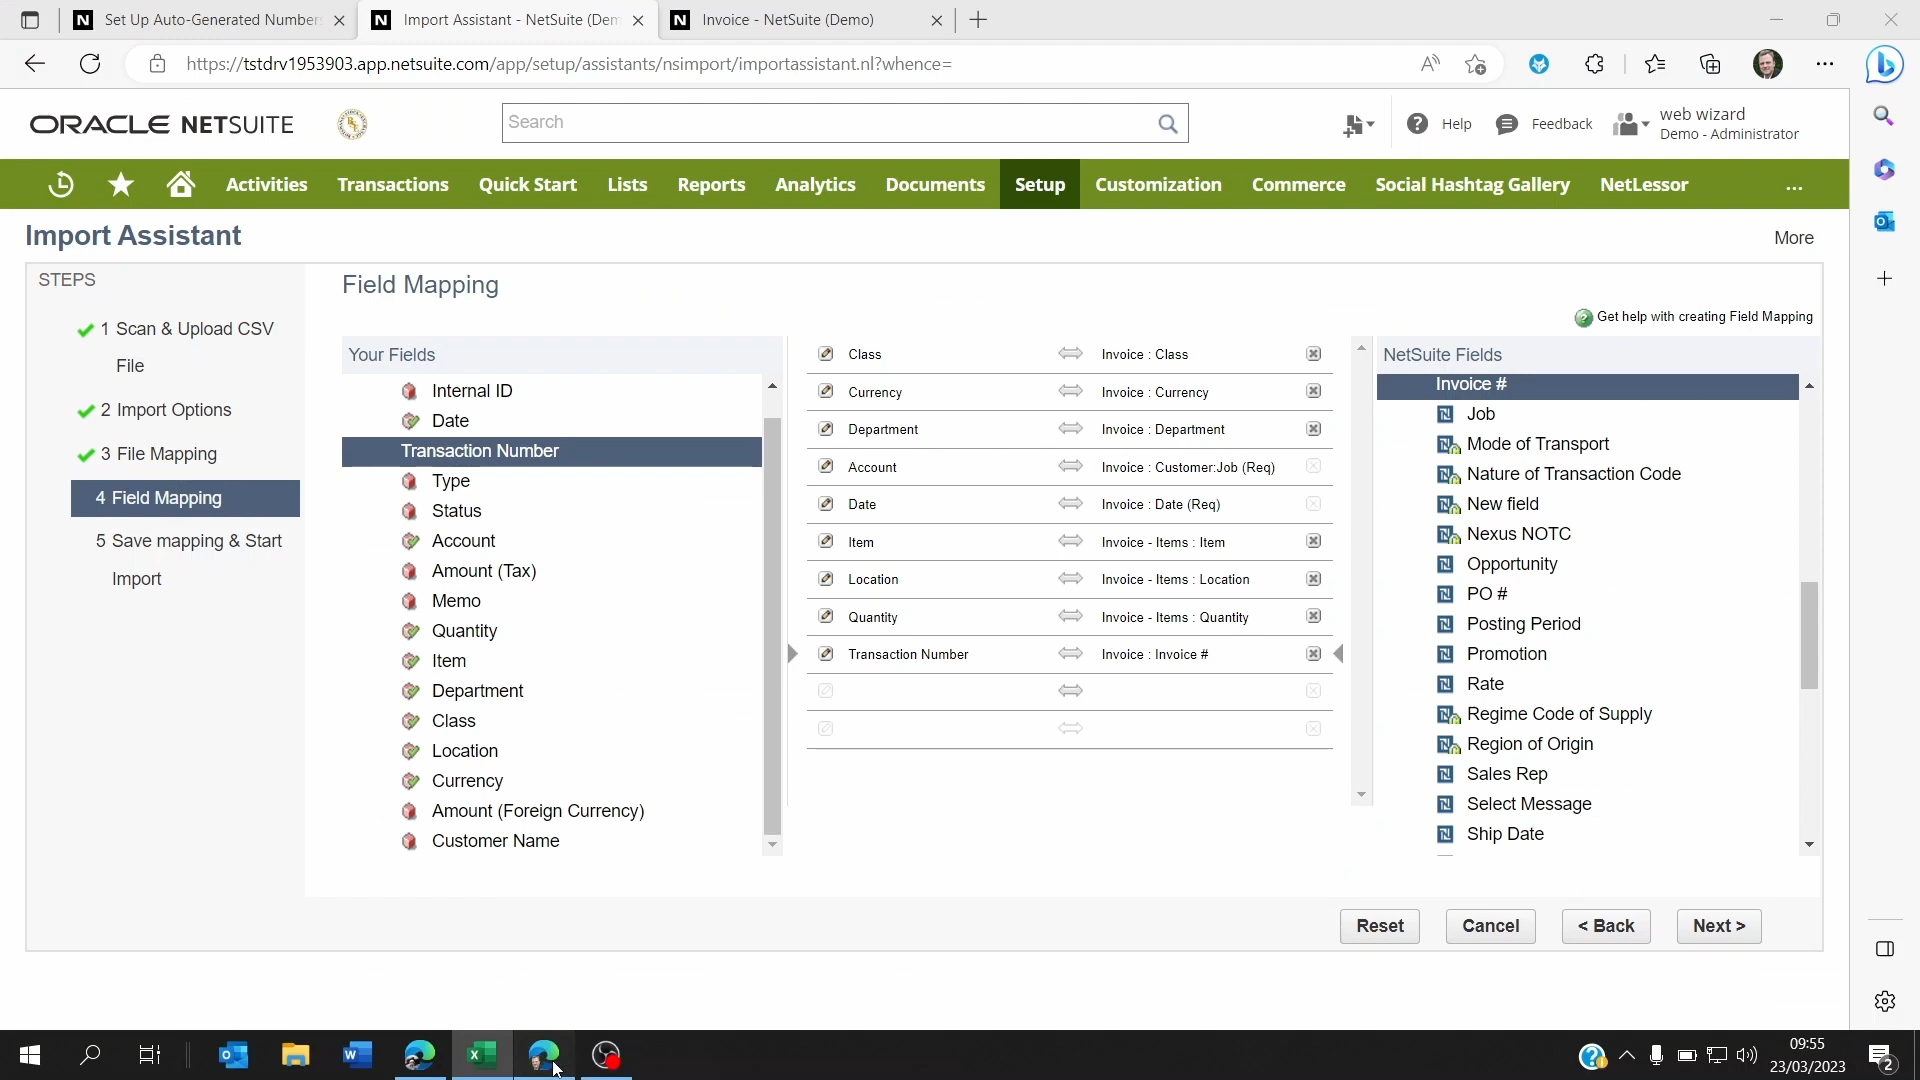 Set Up Auto-Generated Numbers
Import Assistant - NetSuite (Dem
Invoice - NetSuite (Demo)
https://tstdrv1953903.app.netsuite.com/app/setup/assistants/nsimport/importassistant.nl?whence=
ORACLE NETSUITE
Search
Help
Feedback
web wizard
Demo - Administrator
Activities
Transactions
Quick Start
Lists
Reports
Analytics
Documents
Setup
Customization
Commerce
Social Hashtag Gallery
NetLessor
...
Import Assistant
More
STEPS
1 Scan & Upload CSV
File
2 Import Options
3 File Mapping
4 Field Mapping
5 Save mapping & Start
Import
Field Mapping
Get help with creating Field Mapping
Your Fields
Internal ID
Date
Transaction Number
Type
Status
Account
Amount (Tax)
Memo
Quantity
Item
Department
Class
Location
Currency
Amount (Foreign Currency)
Customer Name
Class Invoice : Class
Currency Invoice : Currency
Department Invoice : Department
Account Invoice : Customer:Job (Req)
Date Invoice : Date (Req)
Item Invoice - Items : Item
Location Invoice - Items : Location
Quantity Invoice - Items : Quantity
Transaction Number Invoice : Invoice #
NetSuite Fields
Invoice #
Job
Mode of Transport
Nature of Transaction Code
New field
Nexus NOTC
Opportunity
PO #
Posting Period
Promotion
Rate
Regime Code of Supply
Region of Origin
Sales Rep
Select Message
Ship Date
Reset
Cancel
< Back
Next >
09:55
23/03/2023
2